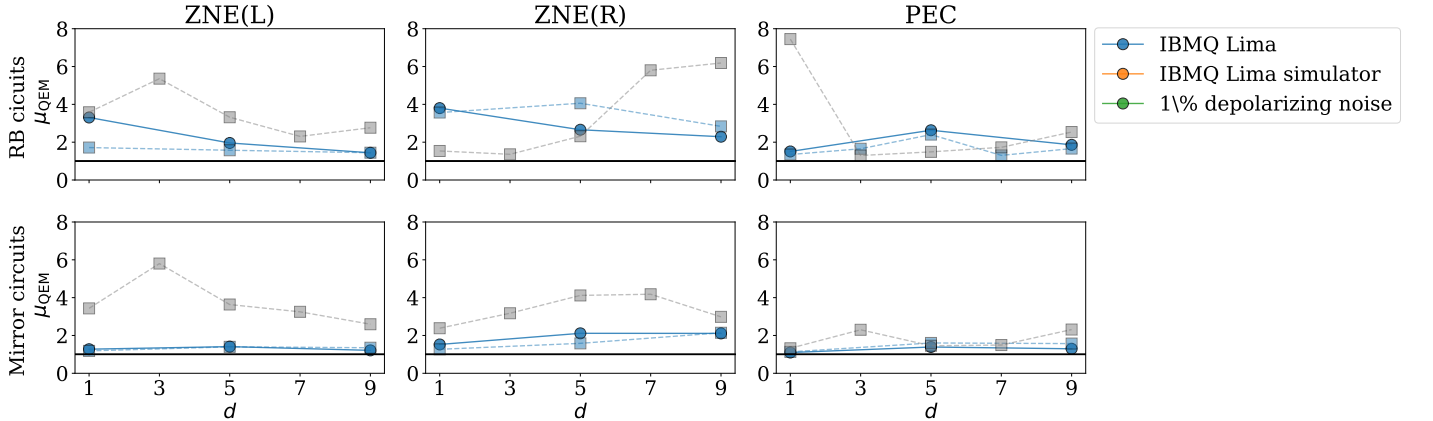 ZNE(L) ZNE(R) PEC
RB cicuits
μQEM
8 6 4 2 0
IBMQ Lima
IBMQ Lima simulator
1\% depolarizing noise
Mirror circuits
μQEM
8 6 4 2 0
8 6 4 2 0
8 6 4 2 0
8 6 4 2 0
8 6 4 2 0
1 3 5 7 9
1 3 5 7 9
1 3 5 7 9
d d d